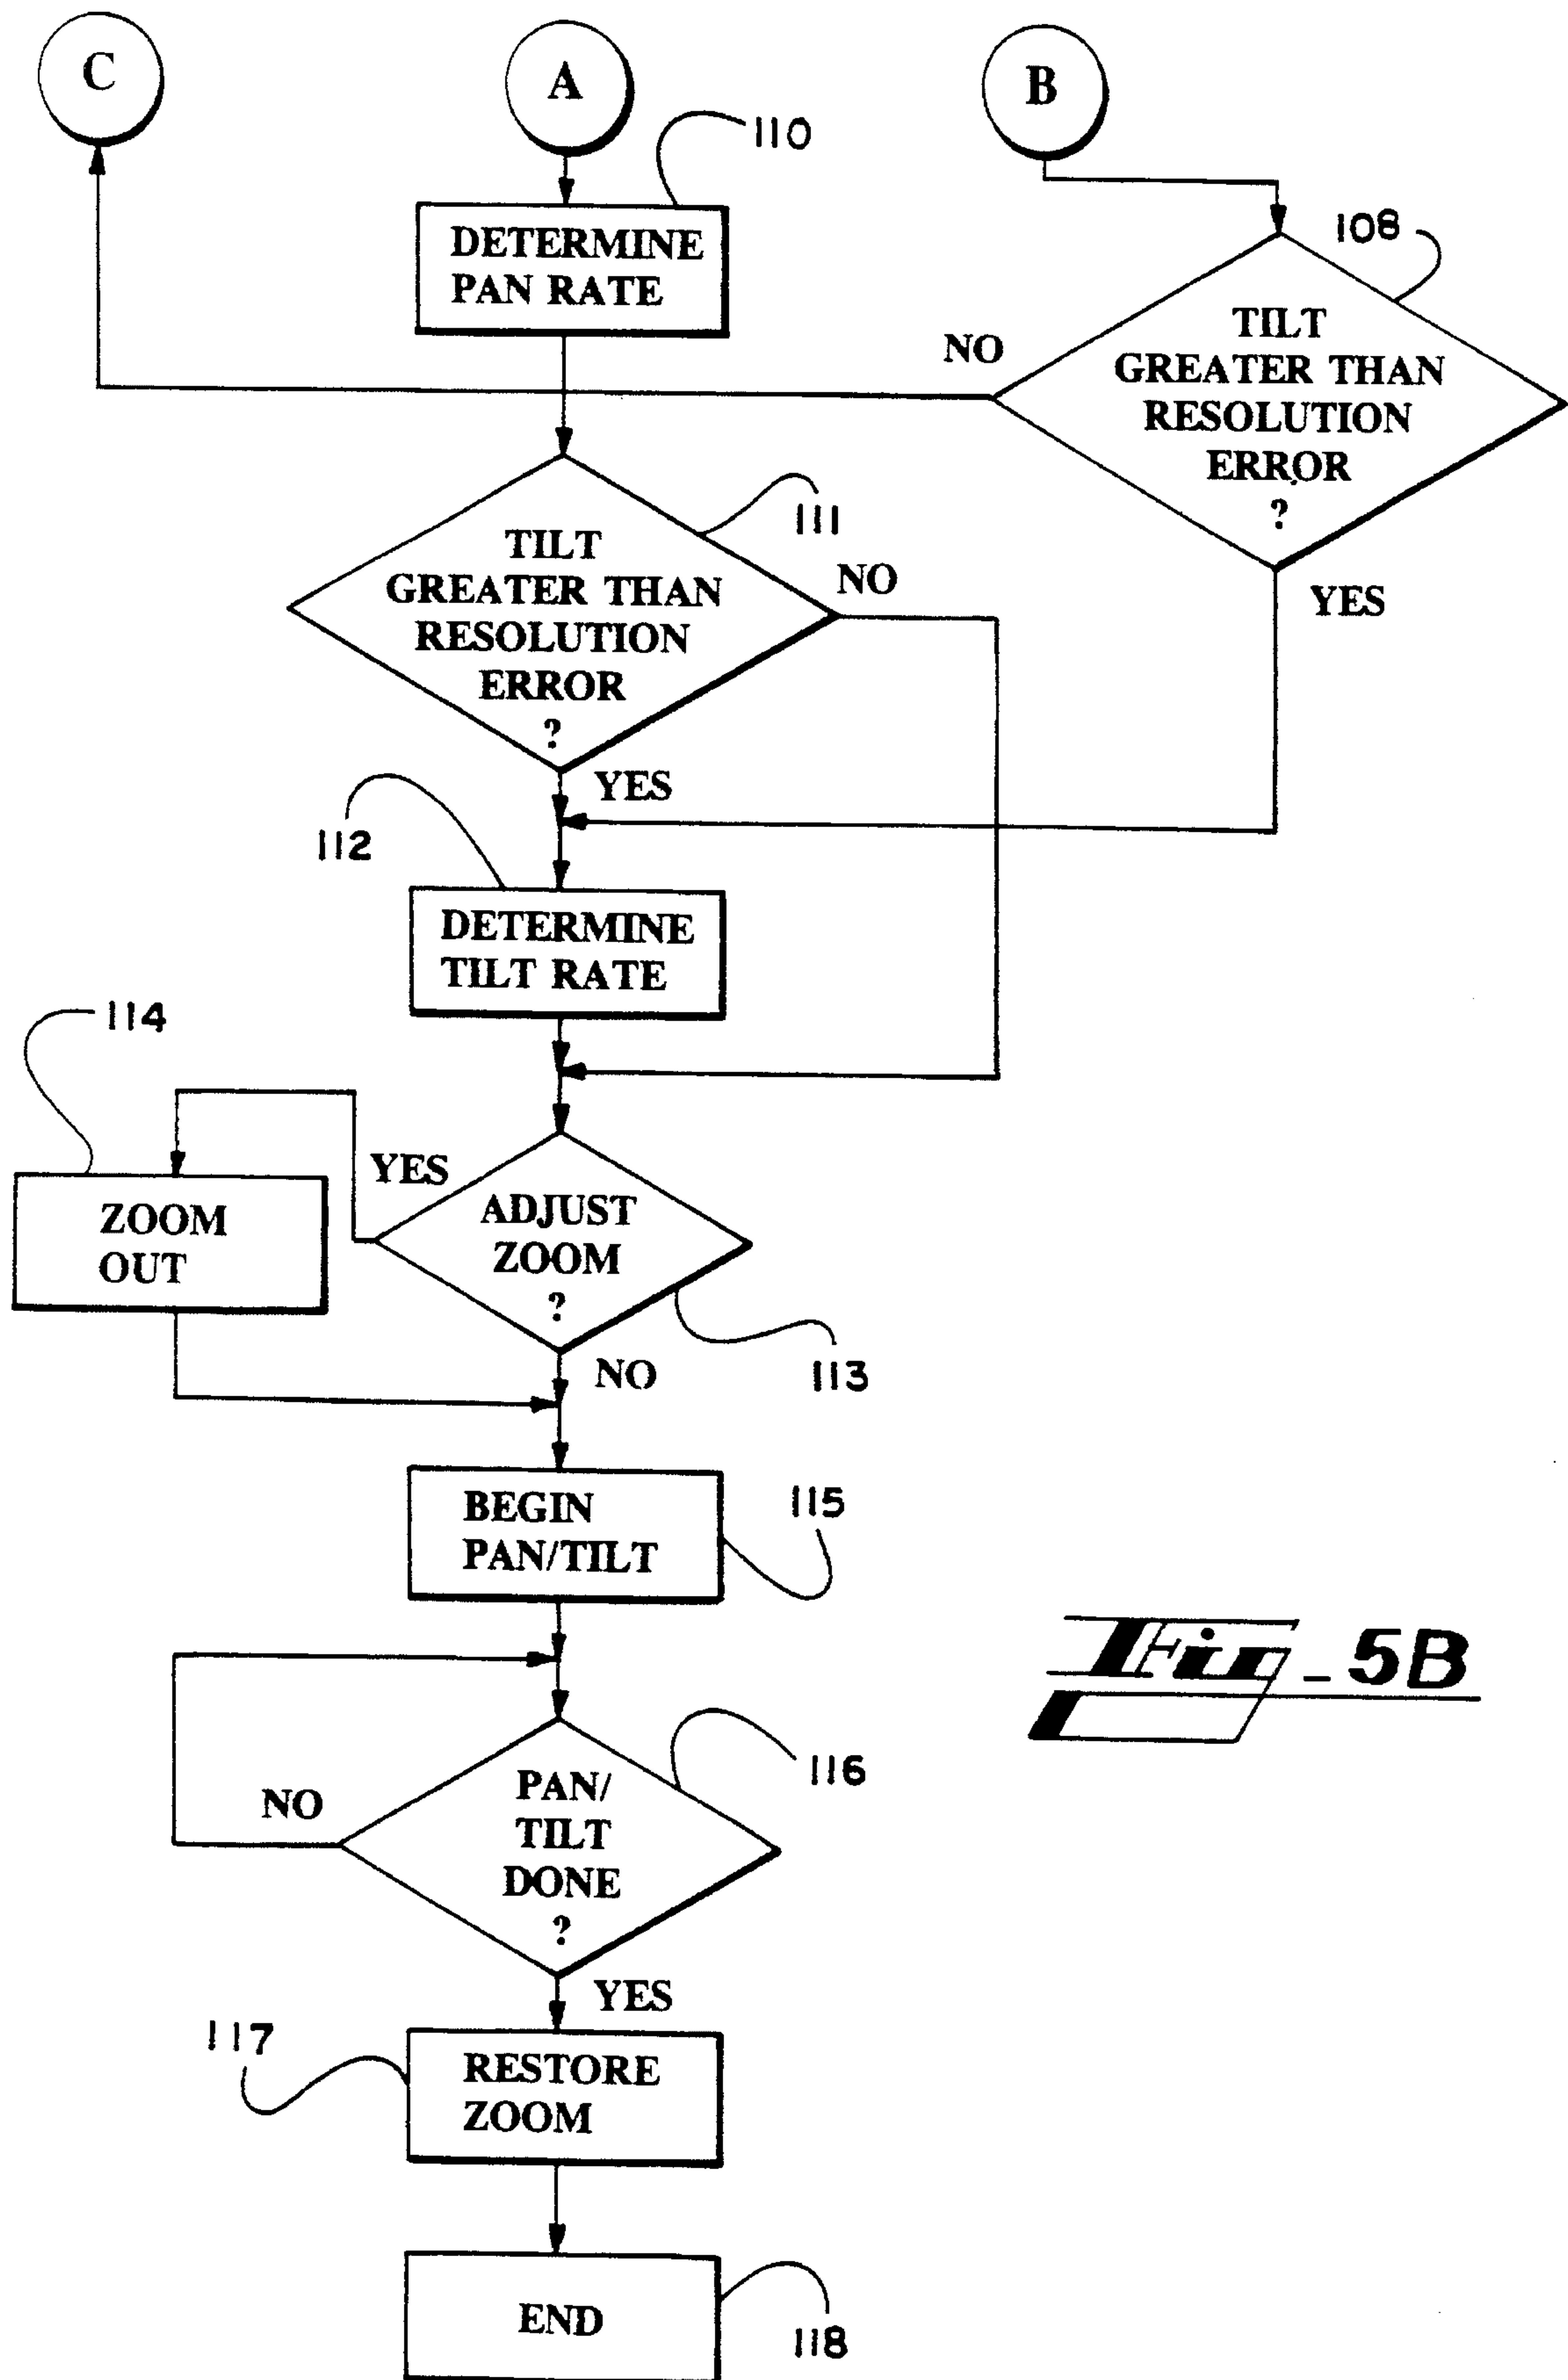 C
A
B
110
DETERMINE
PAN RATE
108
TILT
GREATER THAN
RESOLUTION
ERROR
?
NO
YES
111
TILT
GREATER THAN
RESOLUTION
ERROR
?
NO
YES
112
DETERMINE
TILT RATE
114
YES
ZOOM
OUT
ADJUST
ZOOM
?
NO
113
BEGIN
PAN/TILT
115
NO
PAN/
TILT
DONE
?
116
YES
117
RESTORE
ZOOM
END
118
Fig - 5B